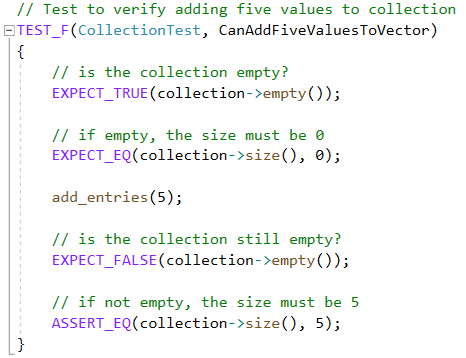 // Test to verify adding five values to collection
TEST_F(CollectionTest, CanAddFiveValuesToVector)
{
    // is the collection empty?
    EXPECT_TRUE(collection->empty());

    // if empty, the size must be 0
    EXPECT_EQ(collection->size(), 0);

    add_entries(5);

    // is the collection still empty?
    EXPECT_FALSE(collection->empty());

    // if not empty, the size must be 5
    ASSERT_EQ(collection->size(), 5);
}